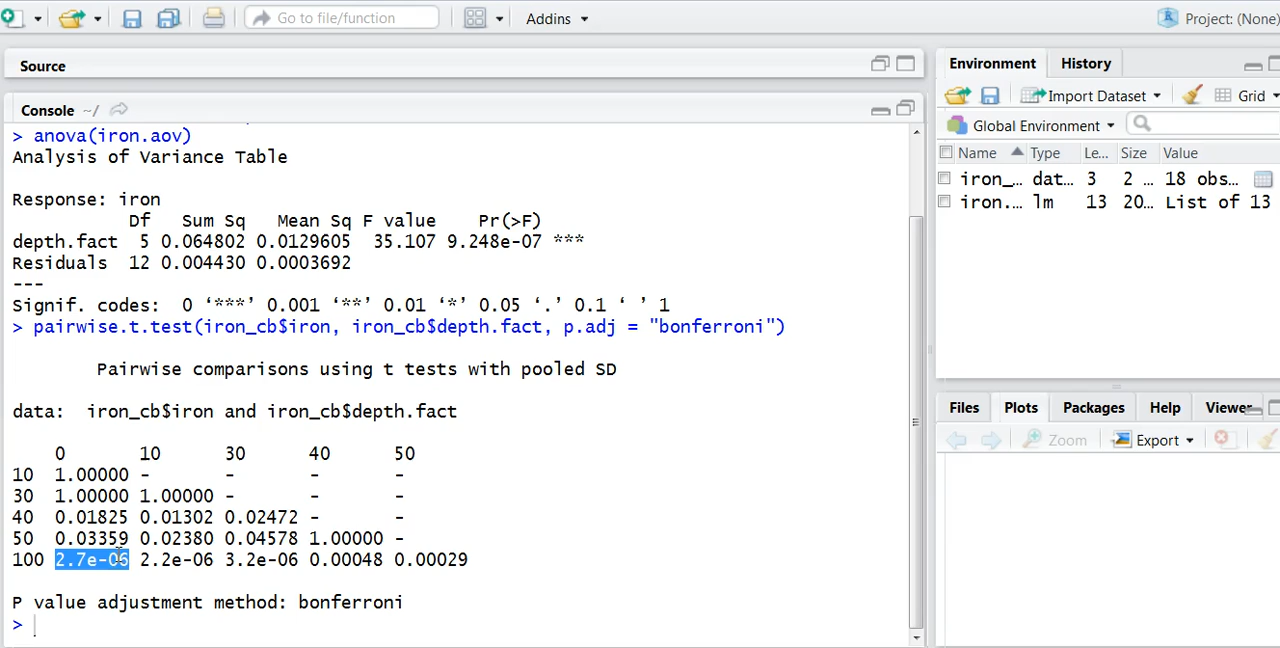 Go to file/function
Addins
Project: (None)
Source
Console ~/
> anova(iron.aov)
Analysis of Variance Table
Response: iron
Df Sum Sq Mean Sq F value Pr(>F)
depth.fact 5 0.064802 0.0129605 35.107 9.248e-07 ***
Residuals 12 0.004430 0.0003692
---
Signif. codes: 0 ‘***’ 0.001 ‘**’ 0.01 ‘*’ 0.05 ‘.’ 0.1 ‘ ’ 1
> pairwise.t.test(iron_cb$iron, iron_cb$depth.fact, p.adj = "bonferroni")
Pairwise comparisons using t tests with pooled SD
data: iron_cb$iron and iron_cb$depth.fact
0 10 30 40 50
10 1.00000 - - - -
30 1.00000 1.00000 - - -
40 0.01825 0.01302 0.02472 - -
50 0.03359 0.02380 0.04578 1.00000 -
100 2.7e-06 2.2e-06 3.2e-06 0.00048 0.00029
P value adjustment method: bonferroni
>
Environment History
Import Dataset Grid
Global Environment
Name Type Le... Size Value
iron_... dat... 3 2 ... 18 obs...
iron.... lm 13 20... List of 13
Files Plots Packages Help Viewer
Zoom Export